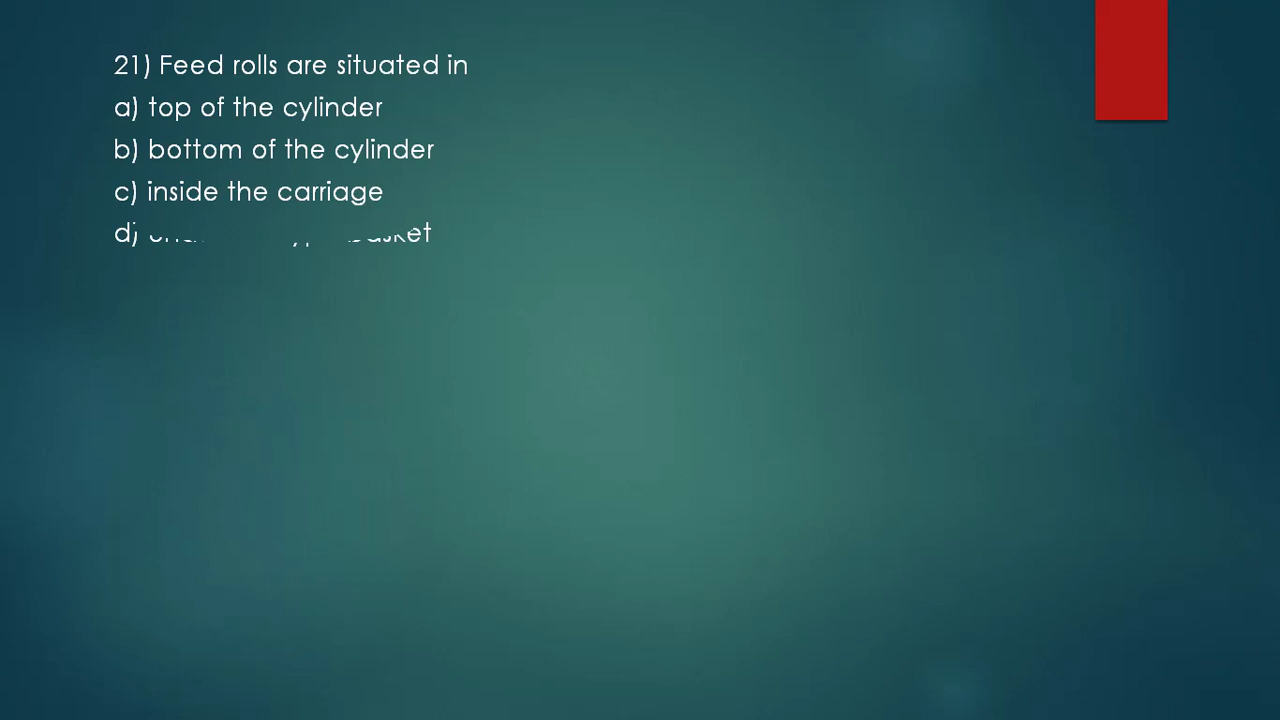 21) Feed rolls are situated in
a) top of the cylinder
b) bottom of the cylinder
c) inside the carriage
d) basket